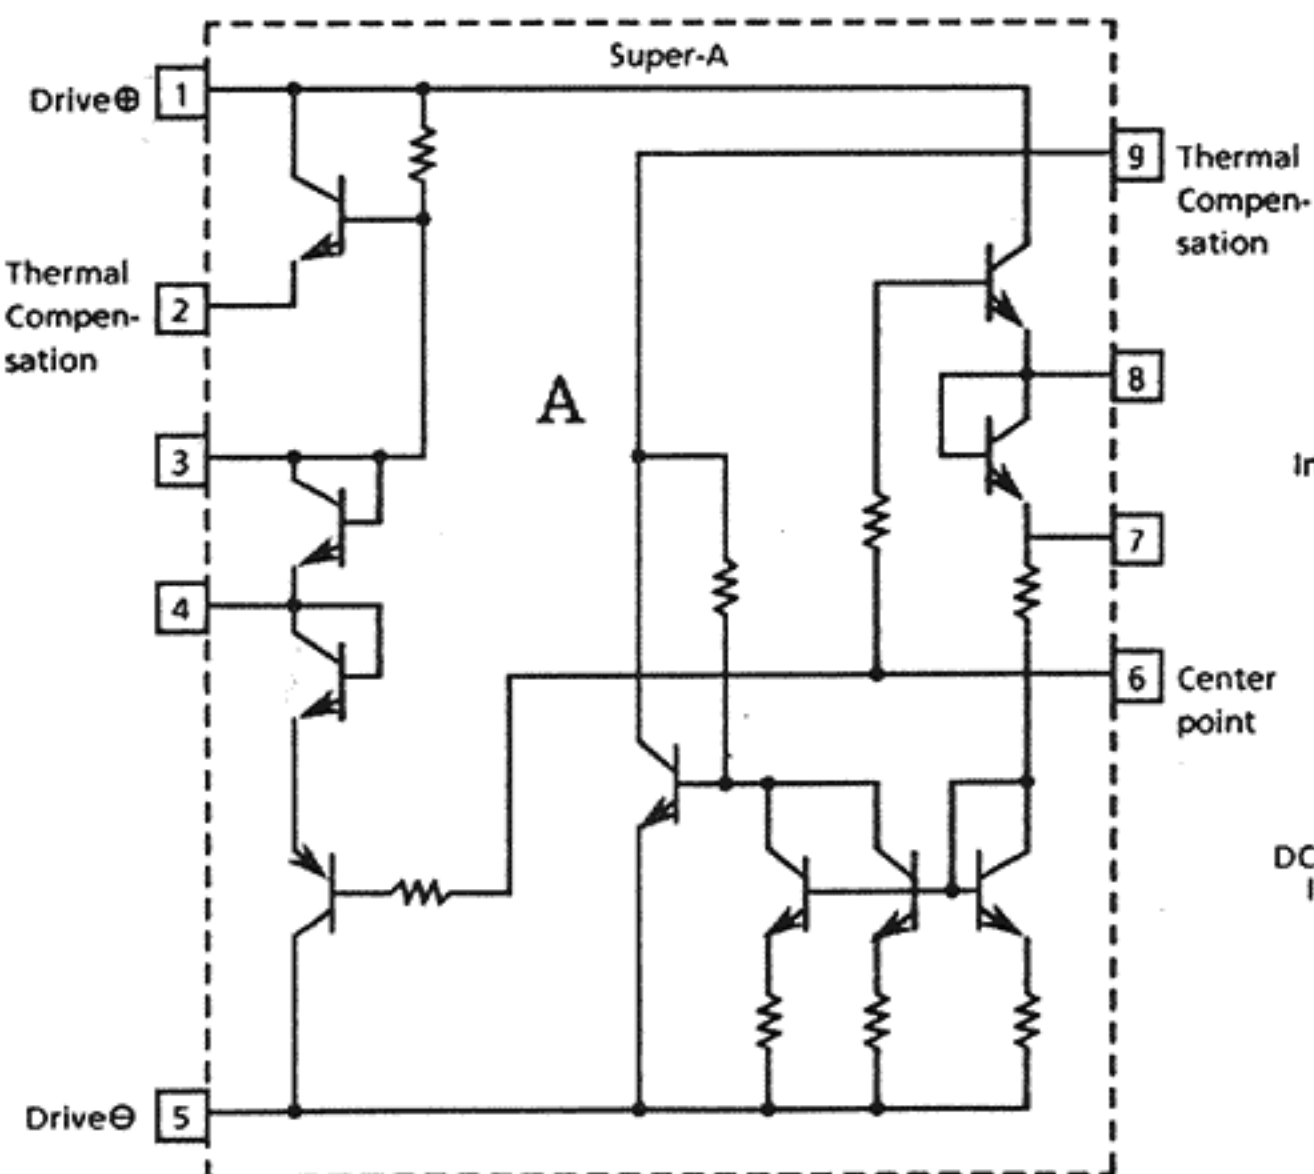 Super-A
Drive⊕
1
9
Thermal
Compen-
sation
Thermal
Compen-
sation
2
8
A
3
7
4
6
Center
point
Drive⊖
5